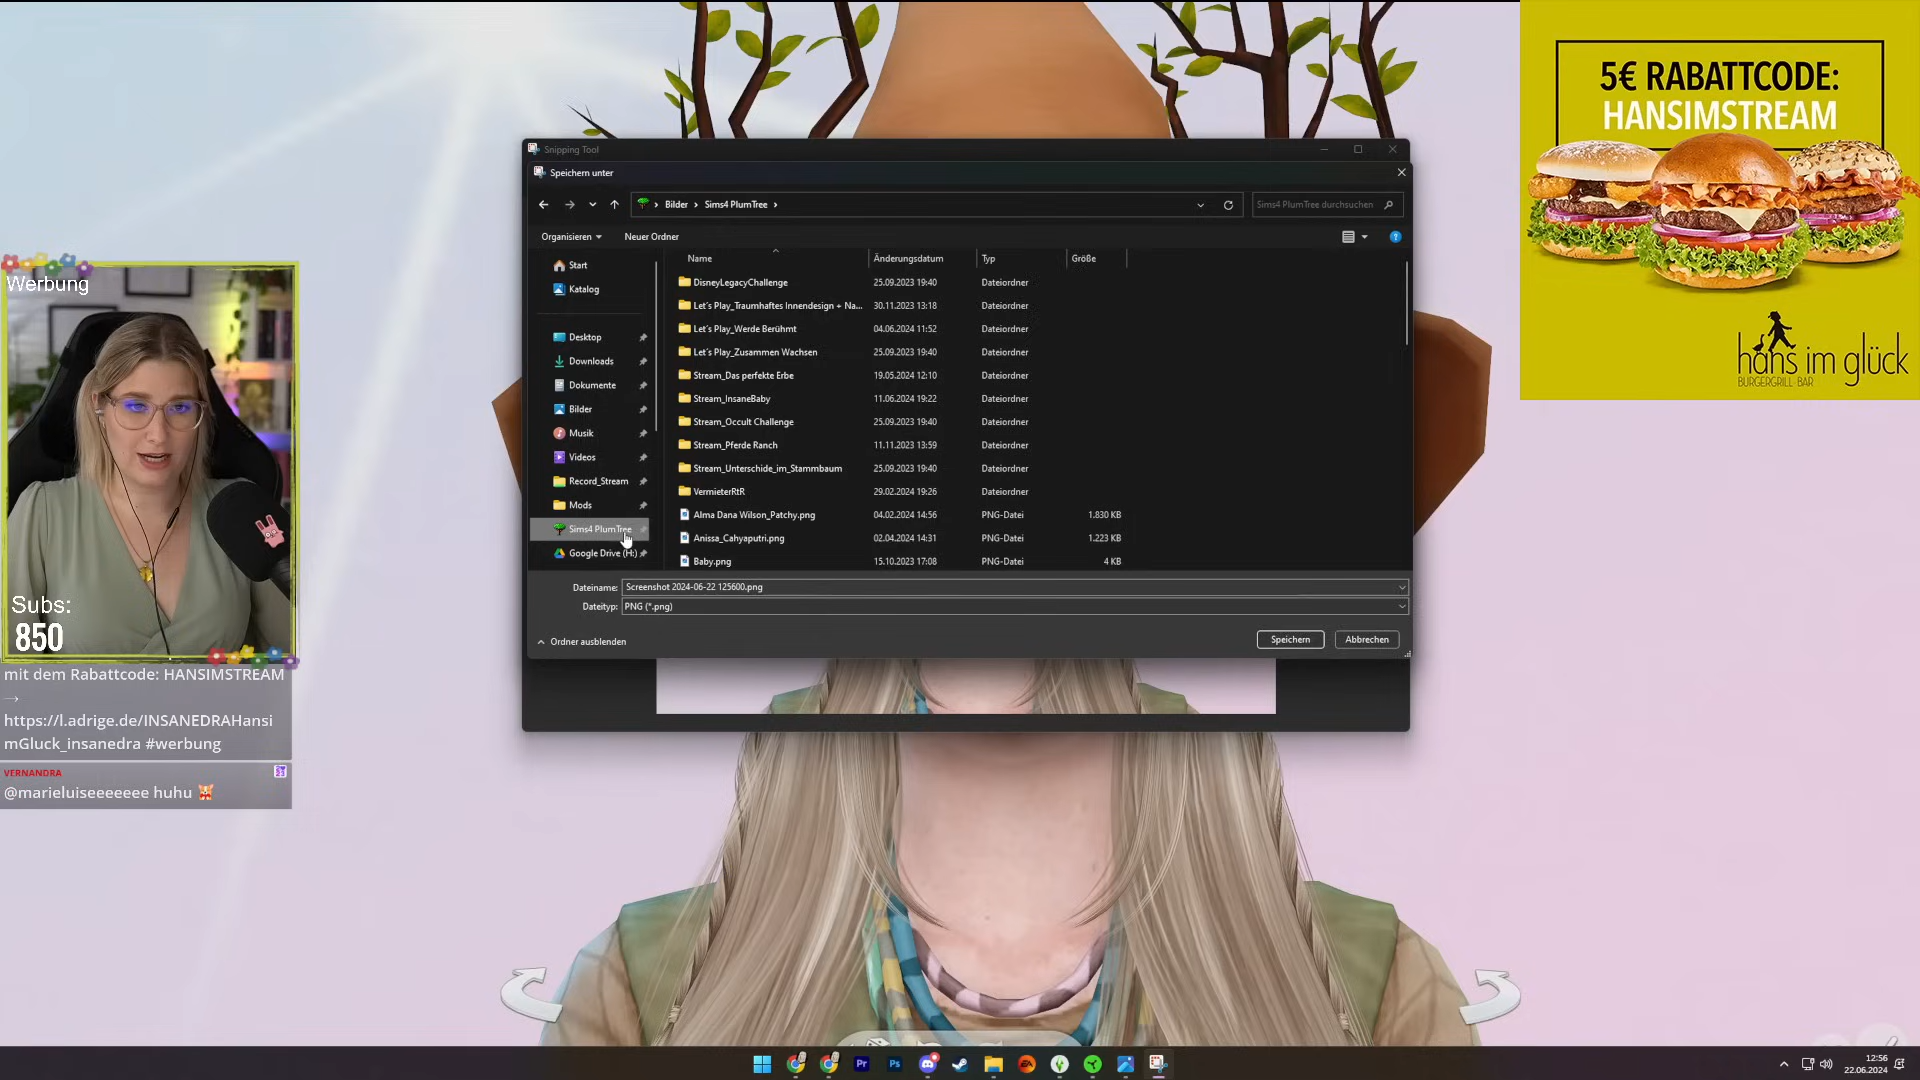 5€ RABATTCODE:
HANSIMSTREAM
hans im glück
BURGERGRILL · BAR
Werbung
Subs:
850
mit dem Rabattcode: HANSIMSTREAM
→
https://l.adrige.de/INSANEDRAHansi
mGluck_insanedra #werbung
VERNANDRA
@marieluiseeeeeee huhu
Snipping Tool
Speichern unter
Bilder › Sims4 PlumTree ›
Sims4 PlumTree durchsuchen
Organisieren
Neuer Ordner
Start
Katalog
Desktop
Downloads
Dokumente
Bilder
Musik
Videos
Record_Stream
Mods
Sims4 PlumTree
Google Drive (H:)
Name Änderungsdatum Typ Größe
DisneyLegacyChallenge 25.09.2023 19:40 Dateiordner
Let's Play_Traumhaftes Innendesign + Na... 30.11.2023 13:18 Dateiordner
Let's Play_Werde Berühmt 04.06.2024 11:52 Dateiordner
Let's Play_Zusammen Wachsen 25.09.2023 19:40 Dateiordner
Stream_Das perfekte Erbe 19.05.2024 12:10 Dateiordner
Stream_InsaneBaby 11.06.2024 19:22 Dateiordner
Stream_Occult Challenge 25.09.2023 19:40 Dateiordner
Stream_Pferde Ranch 11.11.2023 13:59 Dateiordner
Stream_Unterschide_im_Stammbaum 25.09.2023 19:40 Dateiordner
VermieterRtR 29.02.2024 19:26 Dateiordner
Alma Dana Wilson_Patchy.png 04.02.2024 14:56 PNG-Datei 1.830 KB
Anissa_Cahyaputri.png 02.04.2024 14:31 PNG-Datei 1.223 KB
Baby.png 15.10.2023 17:08 PNG-Datei 4 KB
Dateiname: Screenshot 2024-06-22 125600.png
Dateityp: PNG (*.png)
Ordner ausblenden
Speichern
Abbrechen
Pr
Ps
EA
12:56
22.06.2024